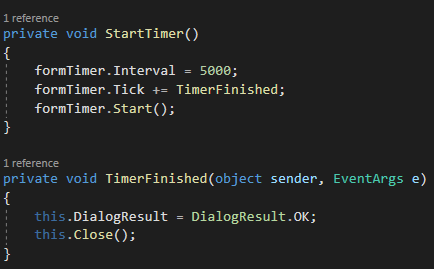 1 reference
private void StartTimer()
{
formTimer.Interval = 5000;
formTimer.Tick += TimerFinished;
formTimer.Start();
}
1 reference
private void TimerFinished(object sender, EventArgs e)
{
this.DialogResult = DialogResult.OK;
this.Close();
}